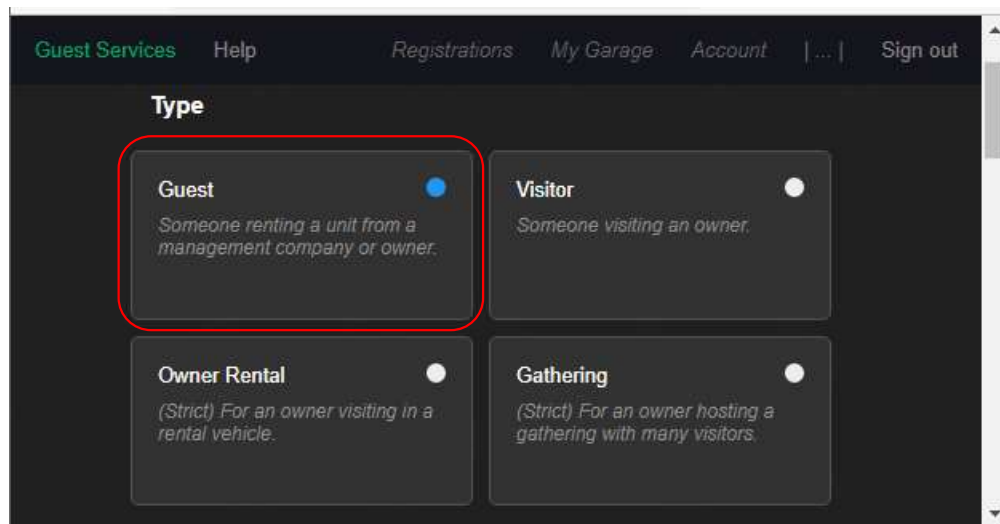 Guest Services Help Registrations My Garage Account | ... | Sign out
Type
Guest
Someone renting a unit from a
management company or owner.
Visitor
Someone visiting an owner.
Owner Rental
(Strict) For an owner visiting in a
rental vehicle.
Gathering
(Strict) For an owner hosting a
gathering with many visitors.